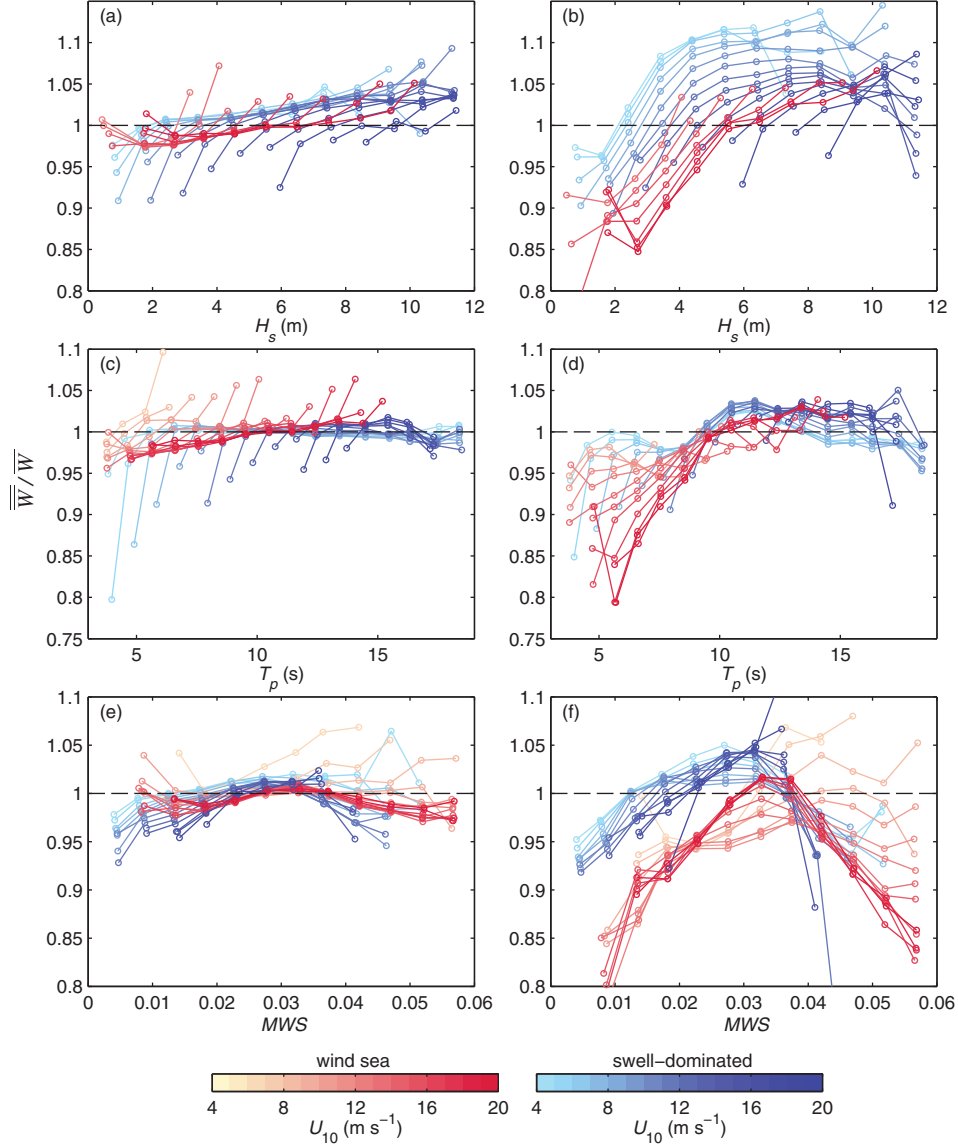 (a)
1.1
1.05
1
0.95
0.9
0.85
0.8
0 2 4 6 8 10 12
H_s (m)
(b)
1.1
1.05
1
0.95
0.9
0.85
0.8
0 2 4 6 8 10 12
H_s (m)
(c)
1.1
1.05
1
0.95
0.9
0.85
0.8
0.75
5 10 15
T_p (s)
(d)
1.1
1.05
1
0.95
0.9
0.85
0.8
0.75
5 10 15
T_p (s)
W / W
(e)
1.1
1.05
1
0.95
0.9
0.85
0.8
0 0.01 0.02 0.03 0.04 0.05 0.06
MWS
(f)
1.1
1.05
1
0.95
0.9
0.85
0.8
0 0.01 0.02 0.03 0.04 0.05 0.06
MWS
wind sea
4 8 12 16 20
U_10 (m s⁻¹)
swell–dominated
4 8 12 16 20
U_10 (m s⁻¹)